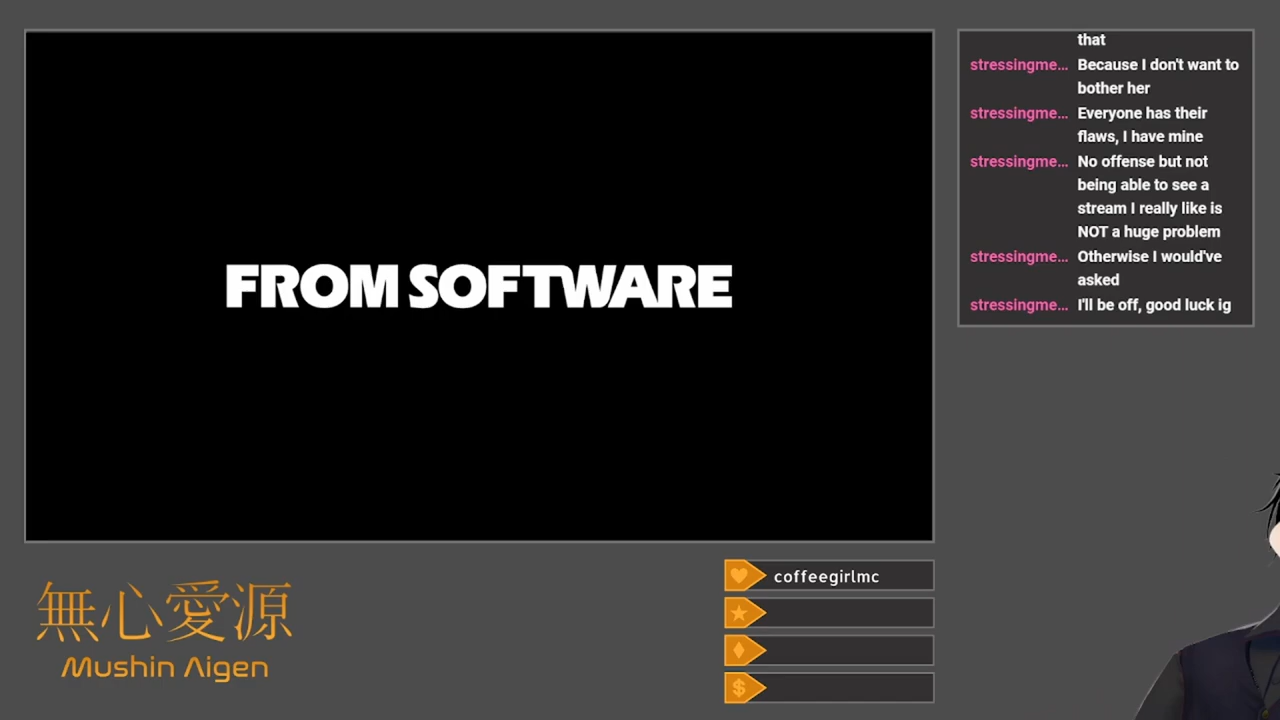 FROM SOFTWARE
that
stressingme... Because I don't want to
bother her
stressingme... Everyone has their
flaws, I have mine
stressingme... No offense but not
being able to see a
stream I really like is
NOT a huge problem
stressingme... Otherwise I would've
asked
stressingme... I'll be off, good luck ig
無心愛源
Mushin Aigen
coffeegirlmc
$